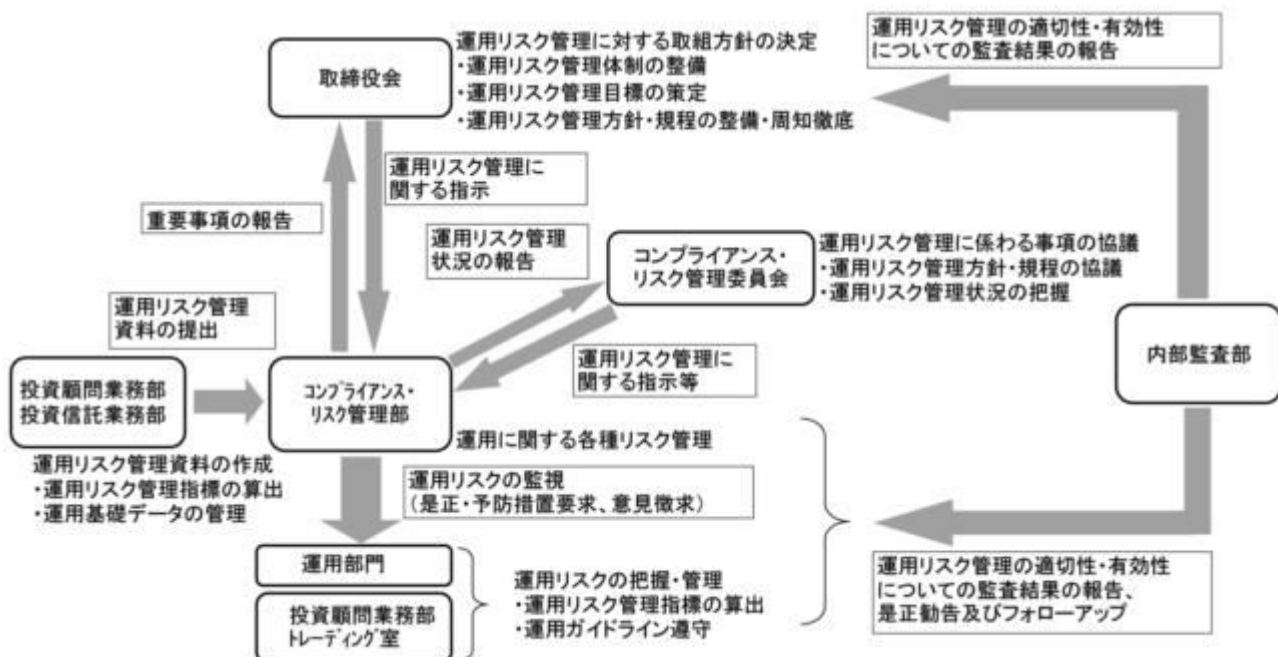 運用リスク管理の適切性・有効性
についての監査結果の報告
取締役会
運用リスク管理に対する取組方針の決定
・運用リスク管理体制の整備
・運用リスク管理目標の策定
・運用リスク管理方針・規程の整備・周知徹底
運用リスク管理に
関する指示
重要事項の報告
運用リスク管理
状況の報告
コンプライアンス・
リスク管理委員会
運用リスク管理に係わる事項の協議
・運用リスク管理方針・規程の協議
・運用リスク管理状況の把握
運用リスク管理
資料の提出
内部監査部
運用リスク管理に
関する指示等
投資顧問業務部
投資信託業務部
コンプライアンス・
リスク管理部
運用に関する各種リスク管理
運用リスク管理資料の作成
・運用リスク管理指標の算出
・運用基礎データの管理
運用リスクの監視
(是正・予防措置要求、意見徴求)
運用部門
投資顧問業務部
トレーディング室
運用リスクの把握・管理
・運用リスク管理指標の算出
・運用ガイドライン遵守
運用リスク管理の適切性・有効性
についての監査結果の報告、
是正勧告及びフォローアップ